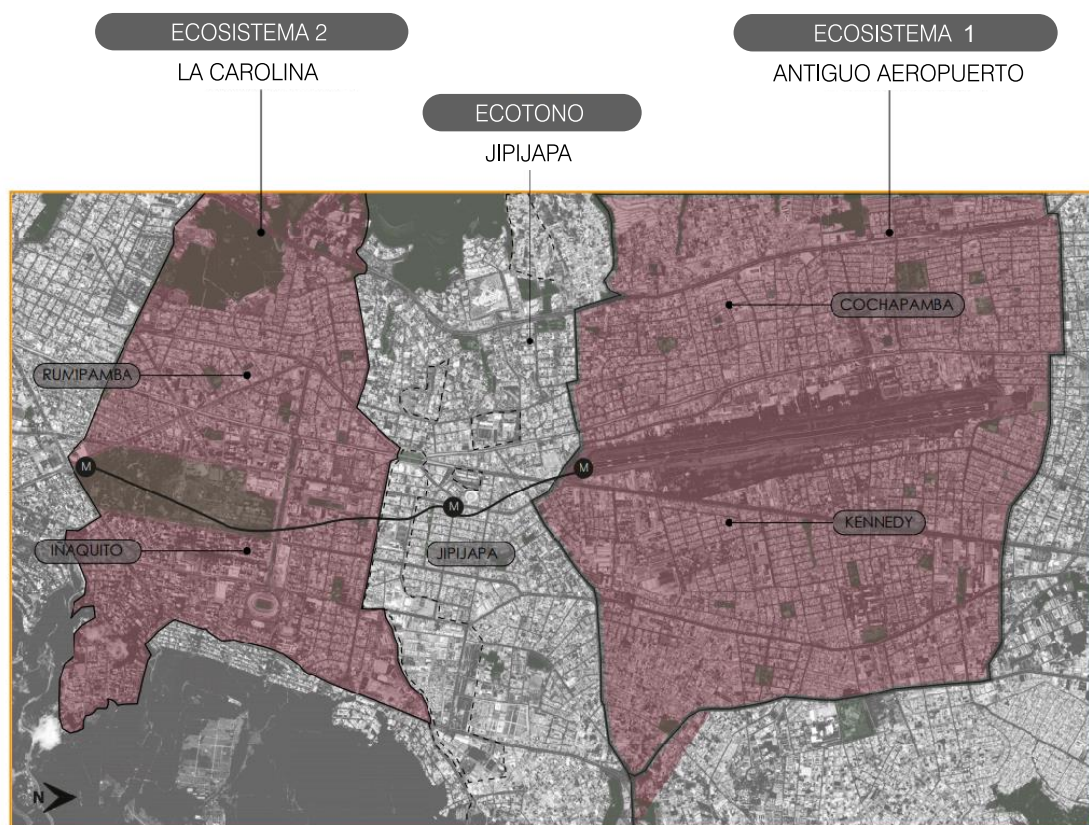 ECOSISTEMA 2
LA CAROLINA
ECOSISTEMA 1
ANTIGUO AEROPUERTO
ECOTONO
JIPIJAPA
COCHAPAMBA
RUMIPAMBA
M
M
M
KENNEDY
INAQUITO
JIPIJAPA
N